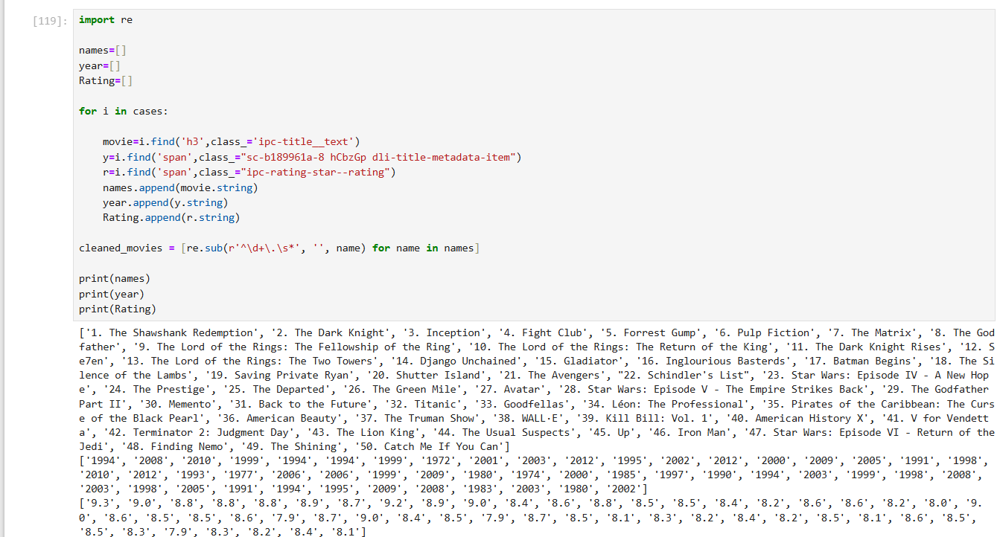 [119]:
import re
names=[]
year=[]
Rating=[]
for i in cases:
movie=i.find('h3',class_='ipc-title__text')
y=i.find('span',class_="sc-b189961a-8 hCbzGp dli-title-metadata-item")
r=i.find('span',class_="ipc-rating-star--rating")
names.append(movie.string)
year.append(y.string)
Rating.append(r.string)
cleaned_movies = [re.sub(r'^\d+\.\s*', '', name) for name in names]
print(names)
print(year)
print(Rating)
['1. The Shawshank Redemption', '2. The Dark Knight', '3. Inception', '4. Fight Club', '5. Forrest Gump', '6. Pulp Fiction', '7. The Matrix', '8. The God
father', '9. The Lord of the Rings: The Fellowship of the Ring', '10. The Lord of the Rings: The Return of the King', '11. The Dark Knight Rises', '12. S
e7en', '13. The Lord of the Rings: The Two Towers', '14. Django Unchained', '15. Gladiator', '16. Inglourious Basterds', '17. Batman Begins', '18. The Si
lence of the Lambs', '19. Saving Private Ryan', '20. Shutter Island', '21. The Avengers', "22. Schindler's List", '23. Star Wars: Episode IV - A New Hop
e', '24. The Prestige', '25. The Departed', '26. The Green Mile', '27. Avatar', '28. Star Wars: Episode V - The Empire Strikes Back', '29. The Godfather
Part II', '30. Memento', '31. Back to the Future', '32. Titanic', '33. Goodfellas', '34. Léon: The Professional', '35. Pirates of the Caribbean: The Curs
e of the Black Pearl', '36. American Beauty', '37. The Truman Show', '38. WALL·E', '39. Kill Bill: Vol. 1', '40. American History X', '41. V for Vendett
a', '42. Terminator 2: Judgment Day', '43. The Lion King', '44. The Usual Suspects', '45. Up', '46. Iron Man', '47. Star Wars: Episode VI - Return of the
Jedi', '48. Finding Nemo', '49. The Shining', '50. Catch Me If You Can']
['1994', '2008', '2010', '1999', '1994', '1994', '1999', '1972', '2001', '2003', '2012', '1995', '2002', '2012', '2000', '2009', '2005', '1991', '1998',
'2010', '2012', '1993', '1977', '2006', '2006', '1999', '2009', '1980', '1974', '2000', '1985', '1997', '1990', '1994', '2003', '1999', '1998', '2008',
'2003', '1998', '2005', '1991', '1994', '1995', '2009', '2008', '1983', '2003', '1980', '2002']
['9.3', '9.0', '8.8', '8.8', '8.8', '8.9', '8.7', '9.2', '8.9', '9.0', '8.4', '8.6', '8.8', '8.5', '8.5', '8.4', '8.2', '8.6', '8.6', '8.2', '8.0', '9.
0', '8.6', '8.5', '8.5', '8.6', '7.9', '8.7', '9.0', '8.4', '8.5', '7.9', '8.7', '8.5', '8.1', '8.3', '8.2', '8.4', '8.2', '8.5', '8.1', '8.6', '8.5',
'8.5', '8.3', '7.9', '8.3', '8.2', '8.4', '8.1']